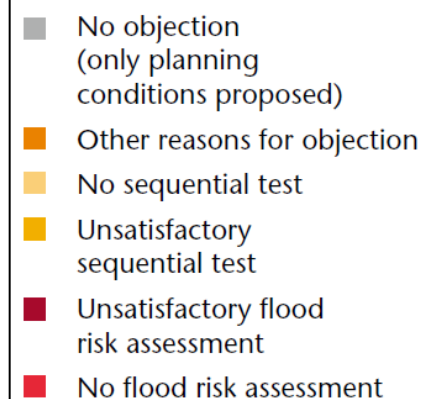 No objection
(only planning
conditions proposed)
Other reasons for objection
No sequential test
Unsatisfactory
sequential test
Unsatisfactory flood
risk assessment
No flood risk assessment